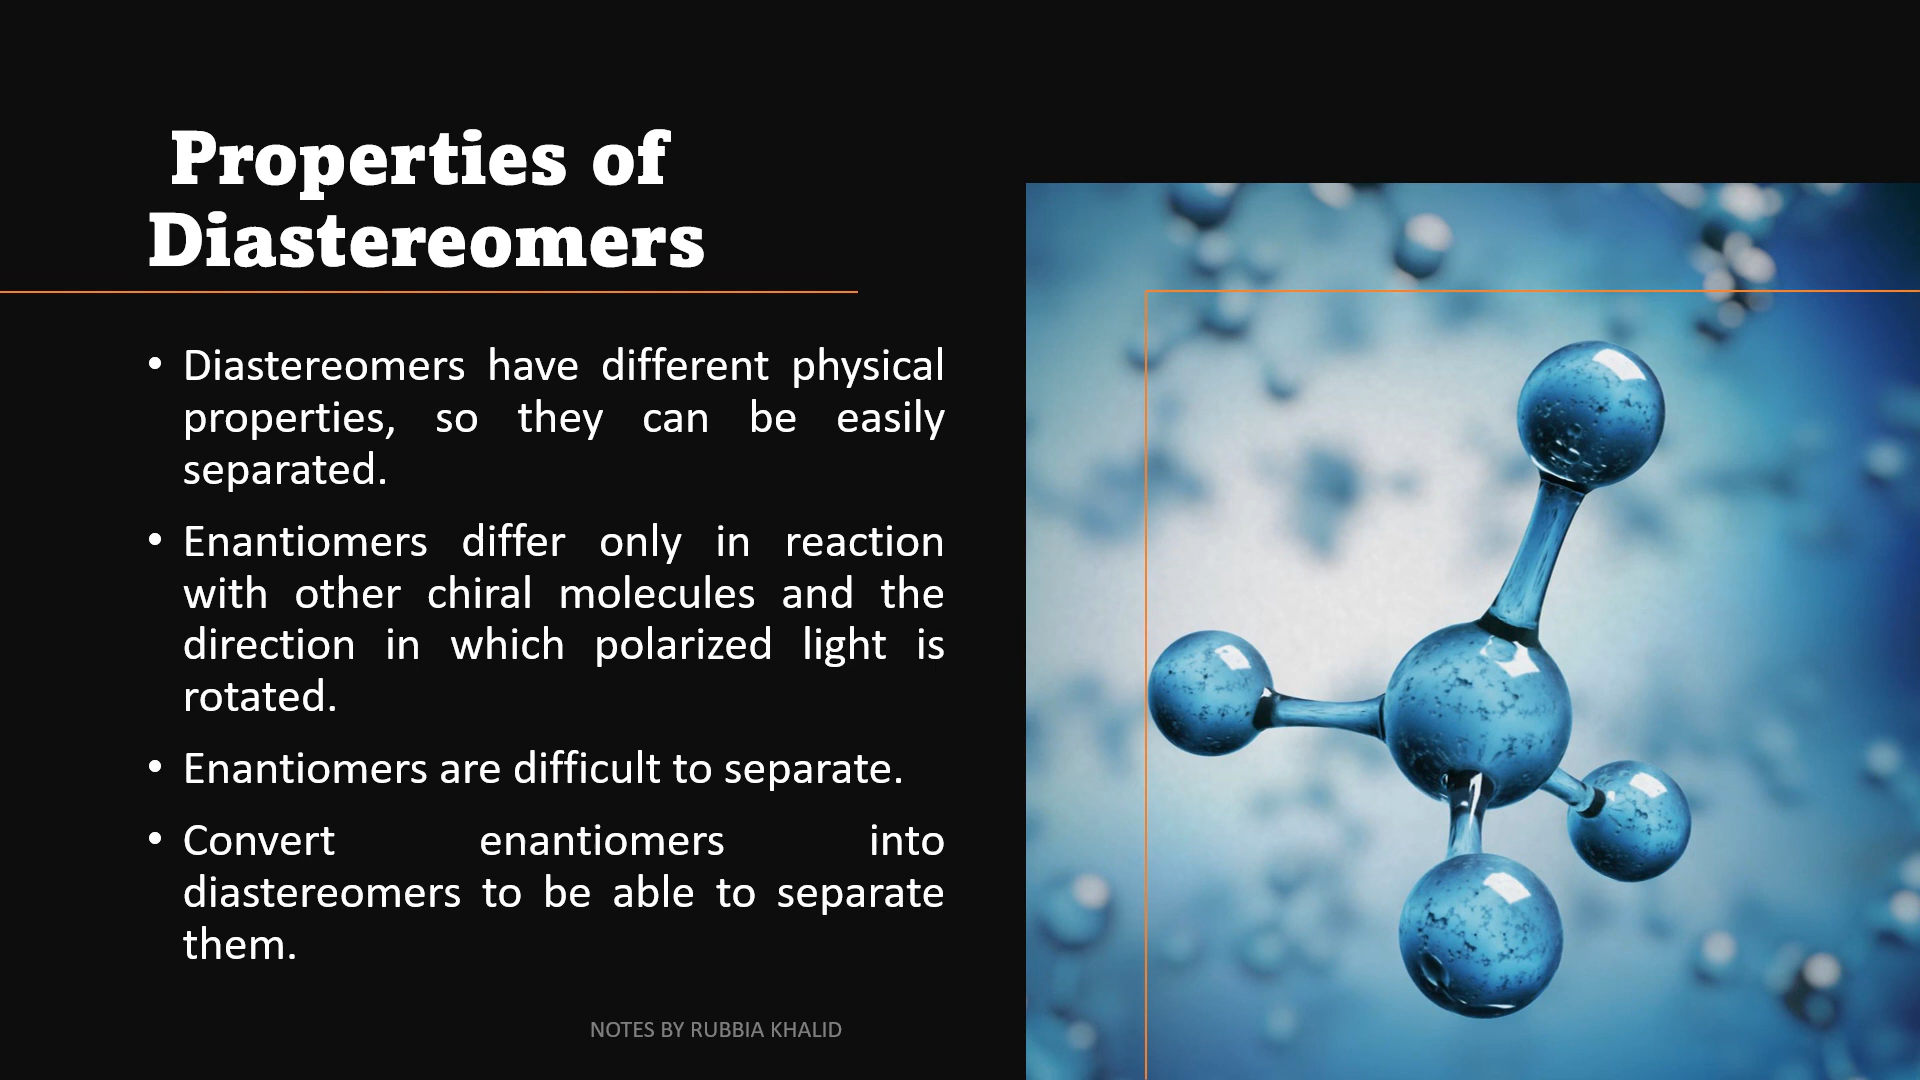 Properties of
Diastereomers
• Diastereomers have different physical
properties, so they can be easily
separated.
• Enantiomers differ only in reaction
with other chiral molecules and the
direction in which polarized light is
rotated.
• Enantiomers are difficult to separate.
• Convert enantiomers into
diastereomers to be able to separate
them.
NOTES BY RUBBIA KHALID